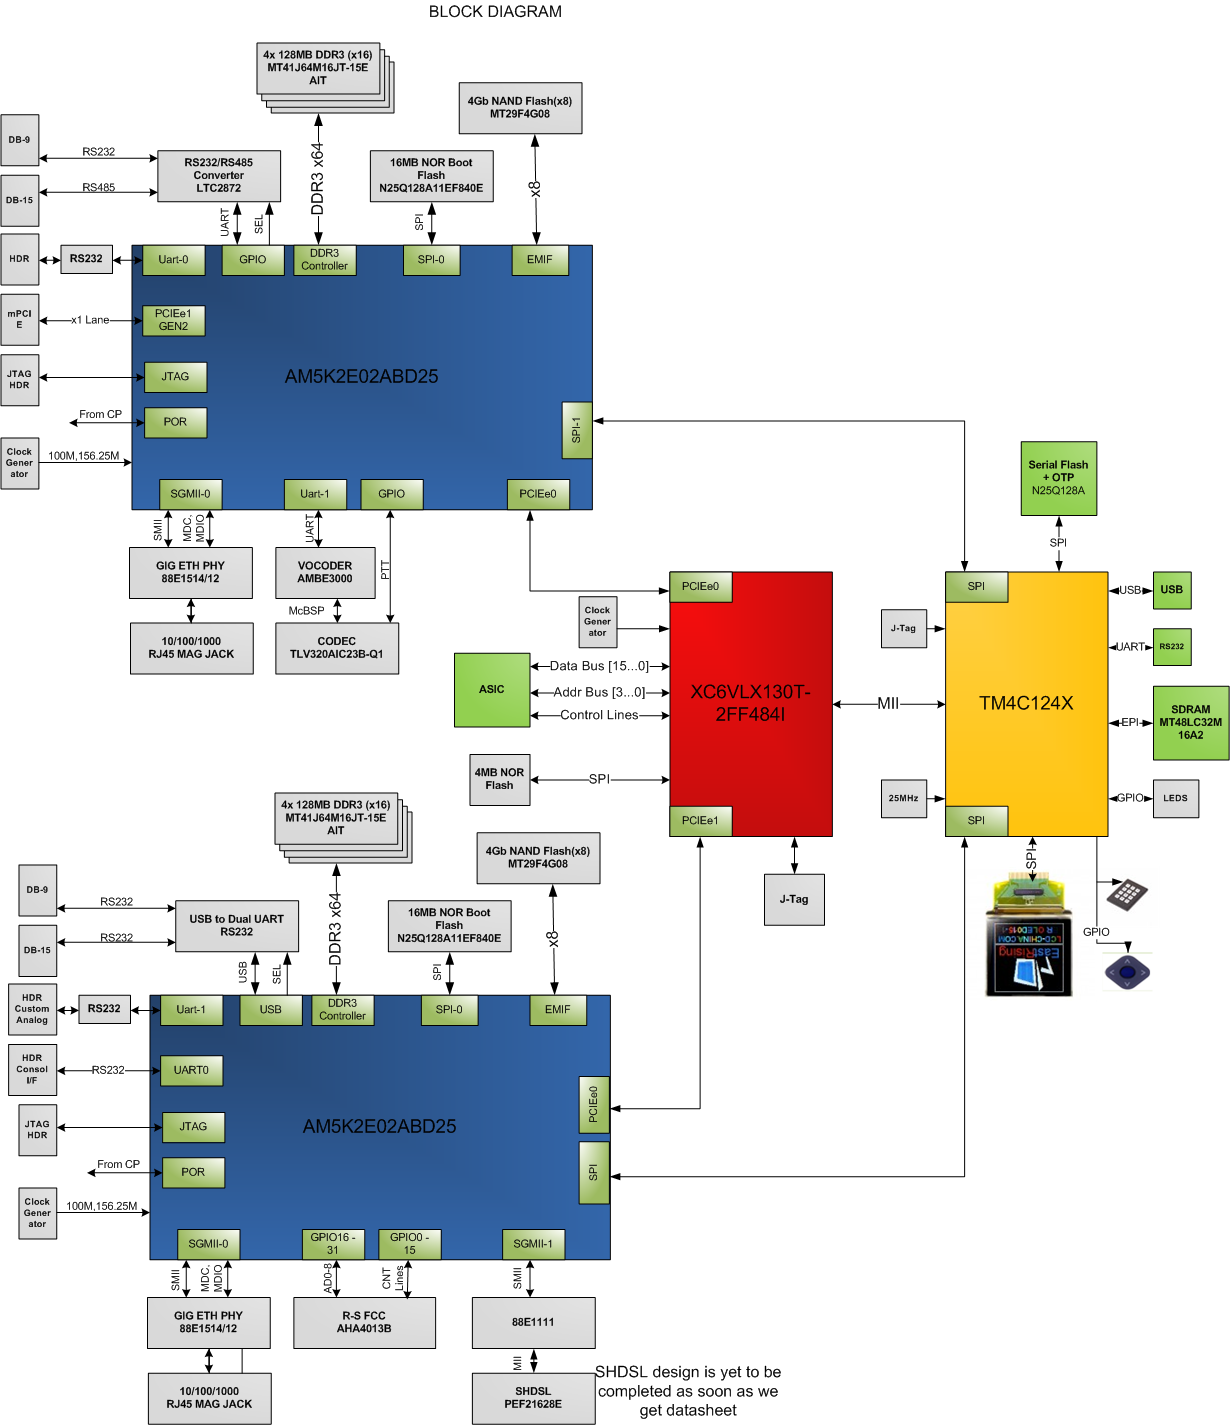 BLOCK DIAGRAM
4x 128MB DDR3 (x16)
MT41J64M16JT-15E
AIT
4Gb NAND Flash(x8)
MT29F4G08
DB-9
RS232
RS232/RS485
Converter
LTC2872
16MB NOR Boot
Flash
N25Q128A11EF840E
DB-15
RS485
UART
SEL
DDR3 x64
SPI
x8
HDR
RS232
Uart-0
GPIO
DDR3
Controller
SPI-0
EMIF
mPCI
E
x1 Lane
PCIEe1
GEN2
JTAG
HDR
JTAG
AM5K2E02ABD25
From CP
POR
SPI-1
Clock
Gener
ator
100M,156.25M
SGMII-0
Uart-1
GPIO
PCIEe0
SMII
MDC,
MDIO
UART
PTT
GIG ETH PHY
88E1514/12
VOCODER
AMBE3000
McBSP
10/100/1000
RJ45 MAG JACK
CODEC
TLV320AIC23B-Q1
Serial Flash
+ OTP
N25Q128A
SPI
PCIEe0
SPI
USB
USB
Clock
Gener
ator
J-Tag
UART
RS232
ASIC
Data Bus [15...0]
Addr Bus [3...0]
Control Lines
XC6VLX130T-
2FF484I
MII
TM4C124X
EPI
SDRAM
MT48LC32M
16A2
4MB NOR
Flash
SPI
25MHz
GPIO
LEDS
PCIEe1
SPI
SPI
J-Tag
GPIO
EastRising
LCD-CHINA.COM
R OLED015-1
4x 128MB DDR3 (x16)
MT41J64M16JT-15E
AIT
4Gb NAND Flash(x8)
MT29F4G08
DB-9
RS232
USB to Dual UART
RS232
16MB NOR Boot
Flash
N25Q128A11EF840E
DB-15
RS232
USB
SEL
DDR3 x64
SPI
x8
HDR
Custom
Analog
RS232
Uart-1
USB
DDR3
Controller
SPI-0
EMIF
HDR
Consol
I/F
RS232
UART0
PCIEe0
JTAG
HDR
JTAG
AM5K2E02ABD25
From CP
POR
SPI
Clock
Gener
ator
100M,156.25M
SGMII-0
GPIO16 -
31
GPIO0 -
15
SGMII-1
SMII
MDC,
MDIO
AD0-8
CNT
Lines
SMII
GIG ETH PHY
88E1514/12
R-S FCC
AHA4013B
88E1111
MII
10/100/1000
RJ45 MAG JACK
SHDSL
PEF21628E
SHDSL design is yet to be
completed as soon as we
get datasheet